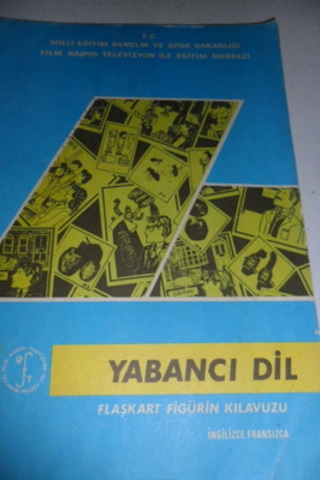 T.C.
MİLLİ EĞİTİM GENÇLİK VE SPOR BAKANLIĞI
FİLM RADYO TELEVİZYON İLE EĞİTİM MERKEZİ
YABANCI DİL
FLAŞKART FİGÜRİN KILAVUZU
İNGİLİZCE FRANSIZCA